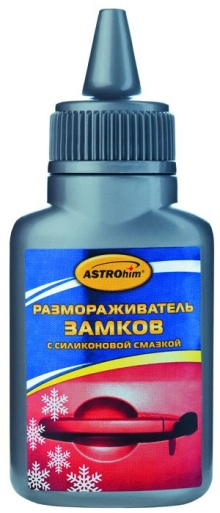 ASTROhim®
РАЗМОРАЖИВАТЕЛЬ
ЗАМКОВ
С СИЛИКОНОВОЙ СМАЗКОЙ